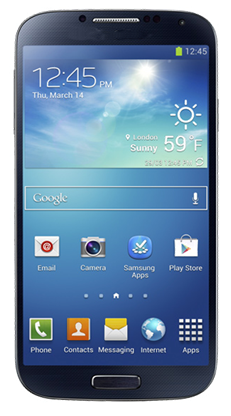 12:45
12:45 PM
Thu, March 14
London
Sunny 59°F
Google
Email
Camera
Samsung Apps
Play Store
Phone
Contacts
Messaging
Internet
Apps